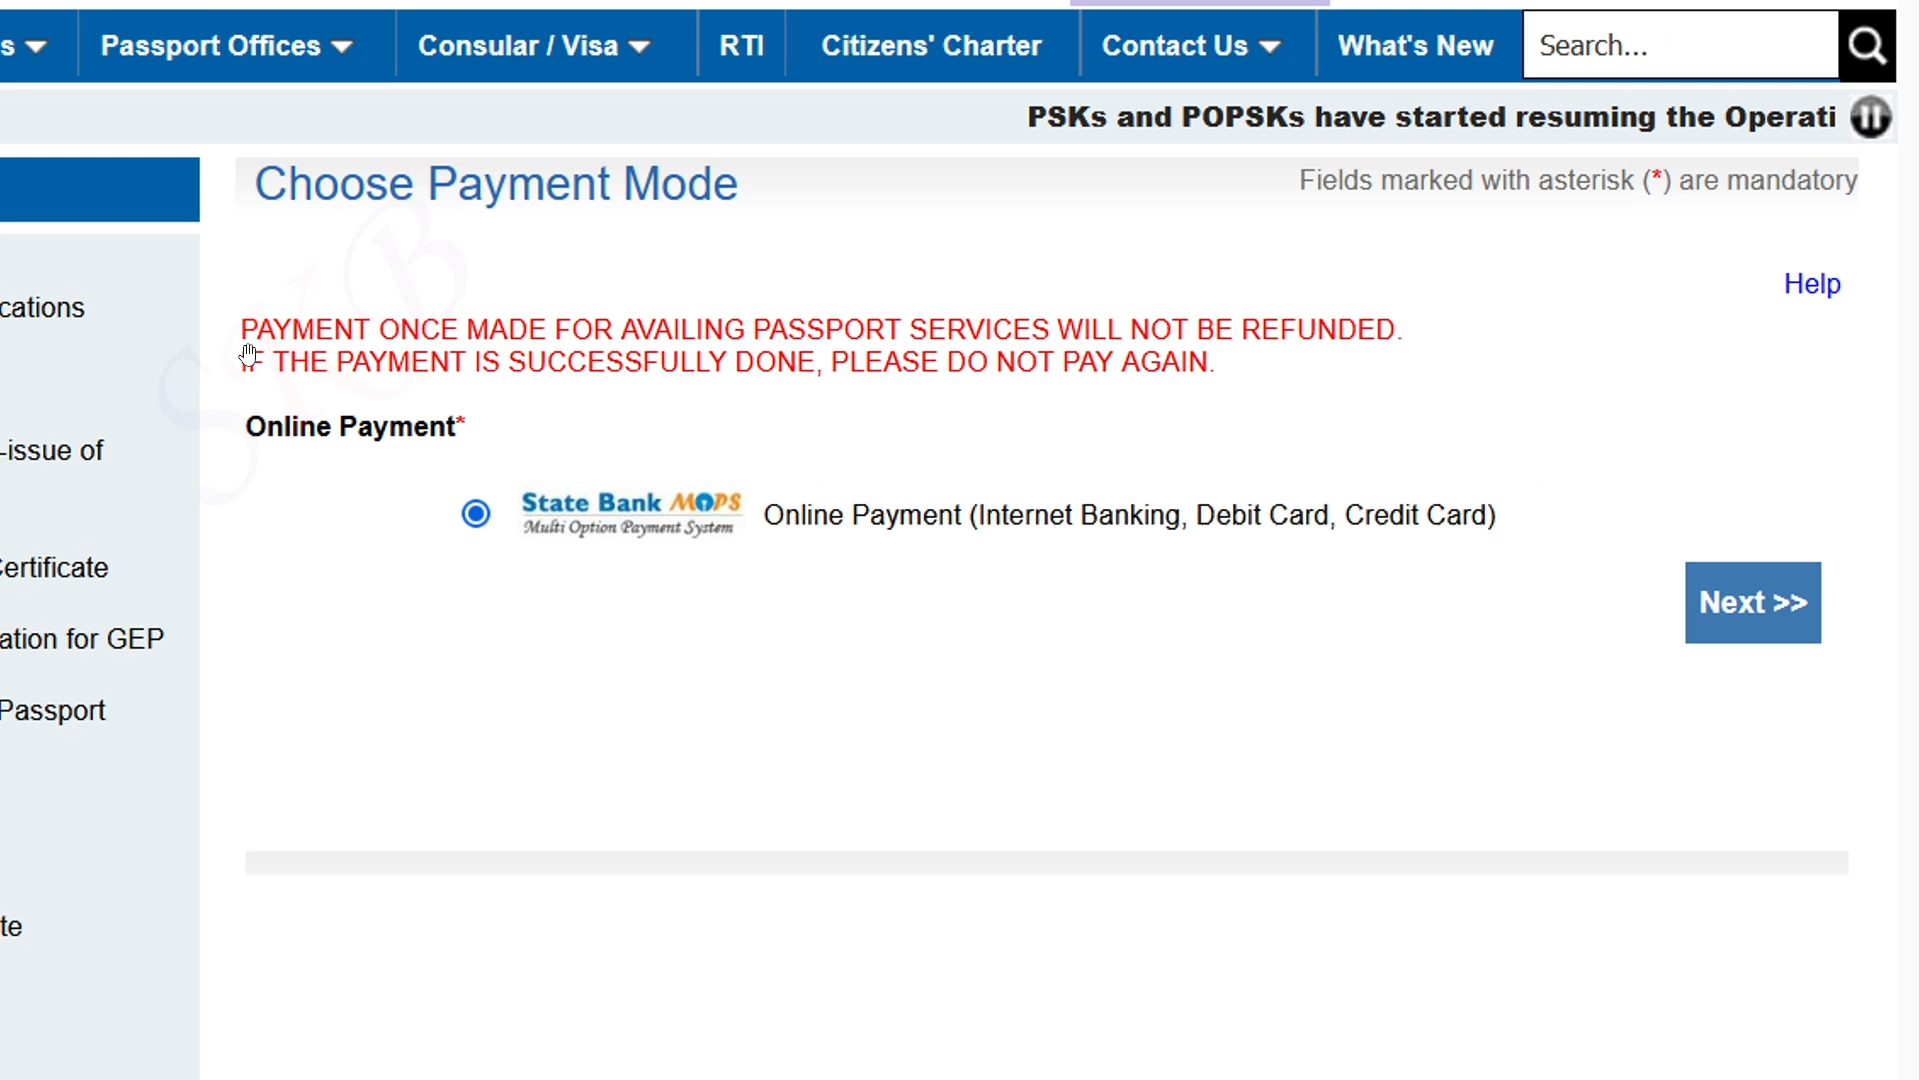 s
Passport Offices
Consular / Visa
RTI
Citizens' Charter
Contact Us
What's New
Search...
PSKs and POPSKs have started resuming the Operati
Choose Payment Mode
Fields marked with asterisk (*) are mandatory
Help
PAYMENT ONCE MADE FOR AVAILING PASSPORT SERVICES WILL NOT BE REFUNDED.
IF THE PAYMENT IS SUCCESSFULLY DONE, PLEASE DO NOT PAY AGAIN.
Online Payment*
State Bank MOPS
Multi Option Payment System
Online Payment (Internet Banking, Debit Card, Credit Card)
Next >>
cations
-issue of
Certificate
ation for GEP
Passport
te
SKB